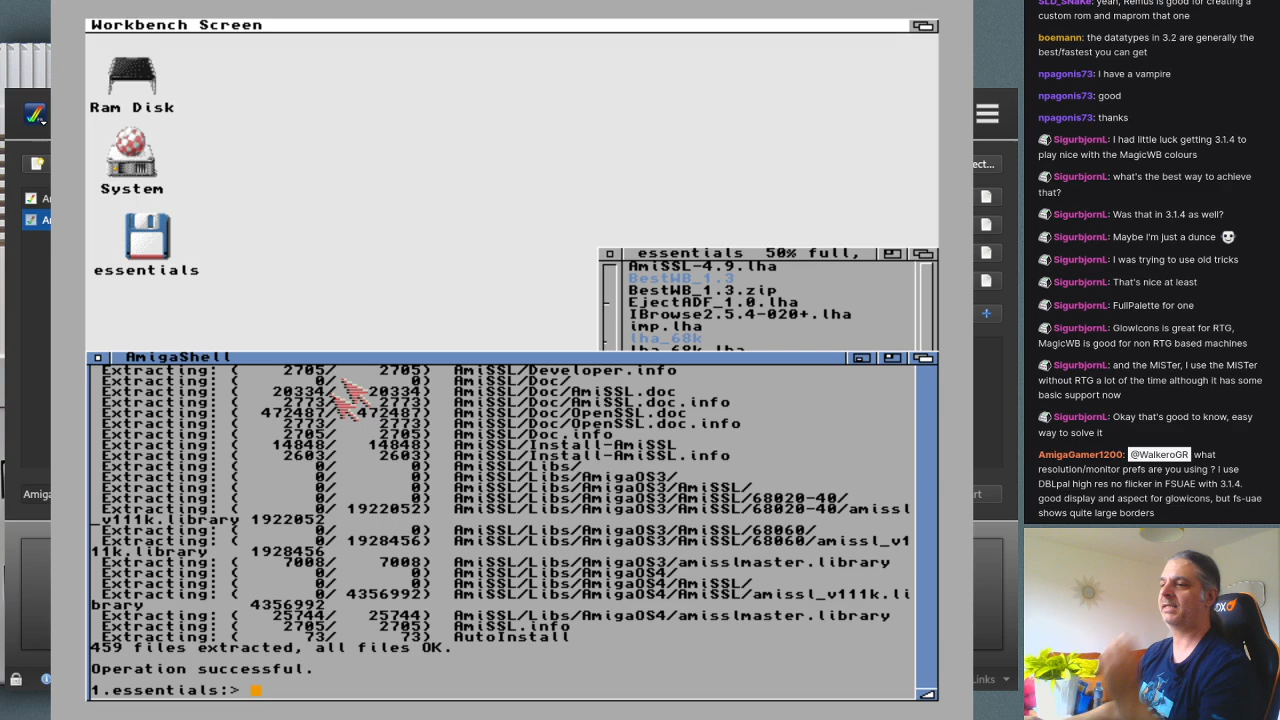 Workbench Screen
Ram Disk
System
essentials
essentials 50% full,
AmiSSL-4.9.lha
BestWB_1.3
BestWB_1.3.zip
EjectADF_1.0.lha
IBrowse2.5.4-020+.lha
imp.lha
lha_68k
lha_68k.lha
AmigaShell
Extracting: ( 2705/ 2705) AmiSSL/Developer.info
Extracting: ( 0/ 0) AmiSSL/Doc/
Extracting: ( 20334/ 20334) AmiSSL/Doc/AmiSSL.doc
Extracting: ( 2773/ 2773) AmiSSL/Doc/AmiSSL.doc.info
Extracting: ( 472487/ 472487) AmiSSL/Doc/OpenSSL.doc
Extracting: ( 2773/ 2773) AmiSSL/Doc/OpenSSL.doc.info
Extracting: ( 2705/ 2705) AmiSSL/Doc.info
Extracting: ( 14848/ 14848) AmiSSL/Install-AmiSSL
Extracting: ( 2603/ 2603) AmiSSL/Install-AmiSSL.info
Extracting: ( 0/ 0) AmiSSL/Libs/
Extracting: ( 0/ 0) AmiSSL/Libs/AmigaOS3/
Extracting: ( 0/ 0) AmiSSL/Libs/AmigaOS3/AmiSSL/
Extracting: ( 0/ 0) AmiSSL/Libs/AmigaOS3/AmiSSL/68020-40/
Extracting: ( 0/ 1922052) AmiSSL/Libs/AmigaOS3/AmiSSL/68020-40/amissl
_v111k.library 1922052
Extracting: ( 0/ 0) AmiSSL/Libs/AmigaOS3/AmiSSL/68060/
Extracting: ( 0/ 1928456) AmiSSL/Libs/AmigaOS3/AmiSSL/68060/amissl_v1
11k.library 1928456
Extracting: ( 7008/ 7008) AmiSSL/Libs/AmigaOS3/amisslmaster.library
Extracting: ( 0/ 0) AmiSSL/Libs/AmigaOS4/
Extracting: ( 0/ 0) AmiSSL/Libs/AmigaOS4/AmiSSL/
Extracting: ( 0/ 4356992) AmiSSL/Libs/AmigaOS4/AmiSSL/amissl_v111k.li
brary 4356992
Extracting: ( 25744/ 25744) AmiSSL/Libs/AmigaOS4/amisslmaster.library
Extracting: ( 2705/ 2705) AmiSSL.info
Extracting: ( 73/ 73) AutoInstall
459 files extracted, all files OK.
Operation successful.
1.essentials:>
Amiga
ect...
rt
Links
SLD_SNaKe: yeah, Remus is good for creating a
custom rom and maprom that one
boemann: the datatypes in 3.2 are generally the
best/fastest you can get
npagonis73: I have a vampire
npagonis73: good
npagonis73: thanks
SigurbjornL: I had little luck getting 3.1.4 to
play nice with the MagicWB colours
SigurbjornL: what's the best way to achieve
that?
SigurbjornL: Was that in 3.1.4 as well?
SigurbjornL: Maybe I'm just a dunce
SigurbjornL: I was trying to use old tricks
SigurbjornL: That's nice at least
SigurbjornL: FullPalette for one
SigurbjornL: GlowIcons is great for RTG,
MagicWB is good for non RTG based machines
SigurbjornL: and the MISTer, I use the MiSTer
without RTG a lot of the time although it has some
basic support now
SigurbjornL: Okay that's good to know, easy
way to solve it
AmigaGamer1200: @WalkeroGR what
resolution/monitor prefs are you using ? I use
DBLpal high res no flicker in FSUAE with 3.1.4.
good display and aspect for glowicons, but fs-uae
shows quite large borders